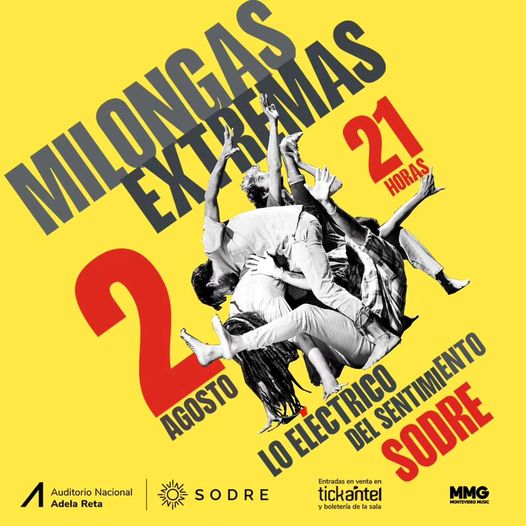 MILONGAS
EXTREMAS
21
HORAS
2
AGOSTO
LO ELÉCTRICO
DEL SENTIMIENTO
SODRE
Auditorio Nacional
Adela Reta
SODRE
Entradas en venta en
tickantel
y boletería de la sala
MMG
MONTEVIDEO MUSIC